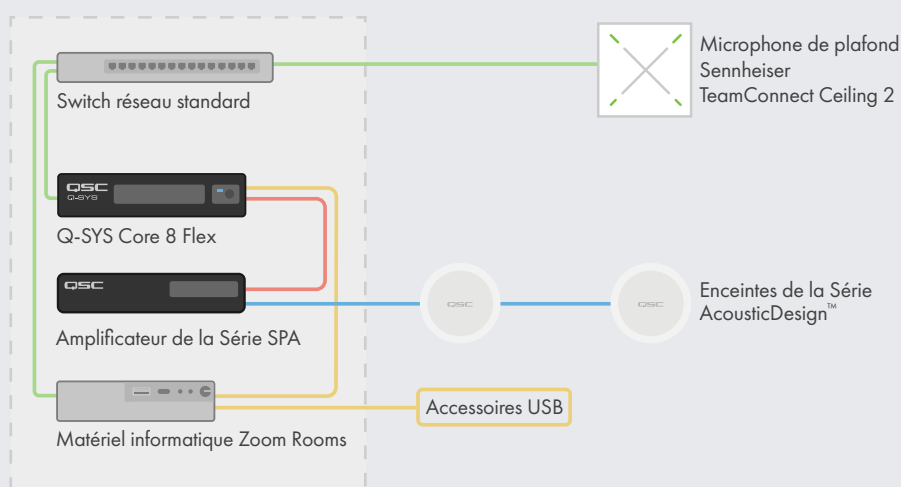 Switch réseau standard
Microphone de plafond
Sennheiser
TeamConnect Ceiling 2
QSC
Q-SYS
Q-SYS Core 8 Flex
QSC
Amplificateur de la Série SPA
QSC
QSC
Enceintes de la Série
AcousticDesign™
Accessoires USB
Matériel informatique Zoom Rooms